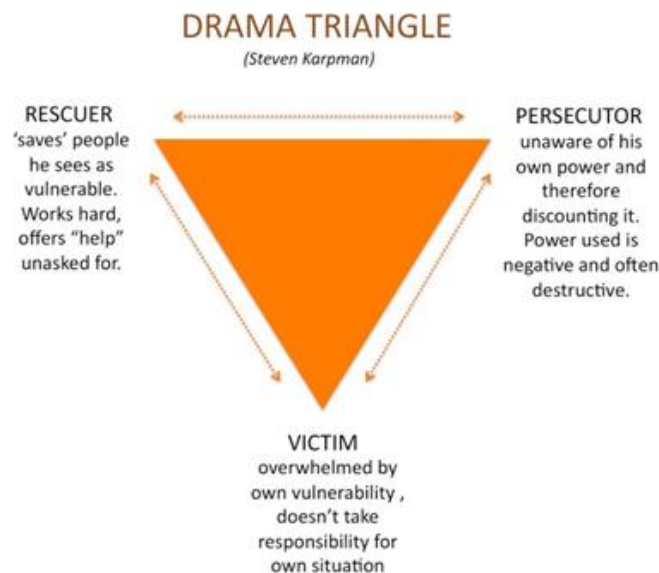 DRAMA TRIANGLE
(Steven Karpman)
RESCUER
‘saves’ people
he sees as
vulnerable.
Works hard,
offers “help”
unasked for.
PERSECUTOR
unaware of his
own power and
therefore
discounting it.
Power used is
negative and often
destructive.
VICTIM
overwhelmed by
own vulnerability ,
doesn’t take
responsibility for
own situation